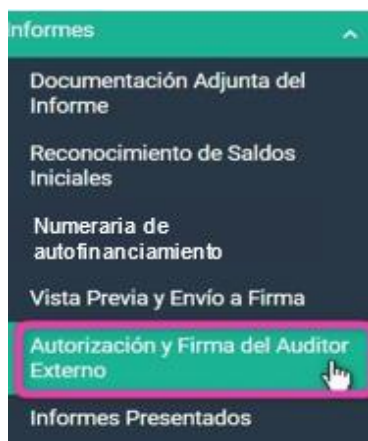 Informes
Documentación Adjunta del
Informe
Reconocimiento de Saldos
Iniciales
Numeraria de
autofinanciamiento
Vista Previa y Envío a Firma
Autorización y Firma del Auditor
Externo
Informes Presentados